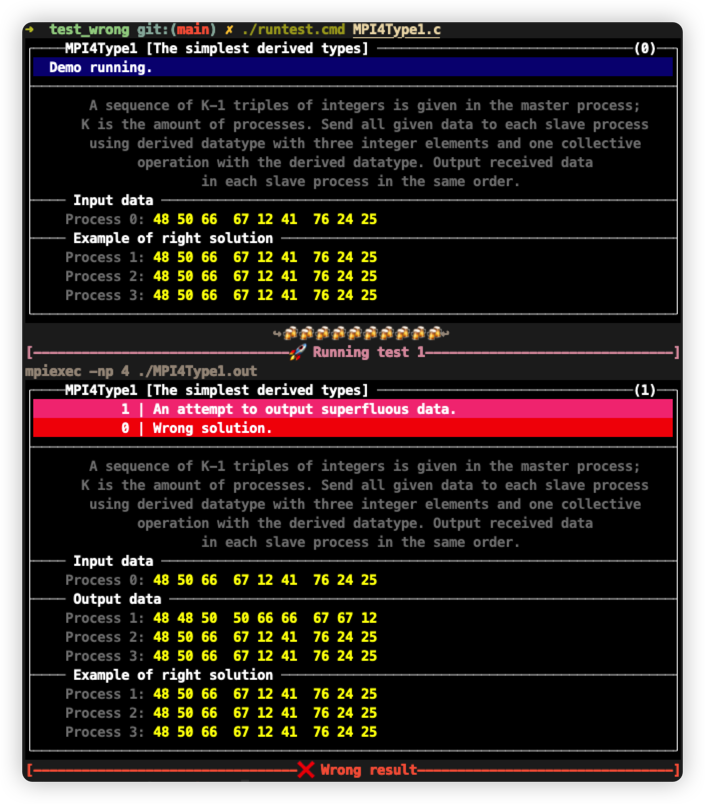 ➜ test_wrong git:(main) ✗ ./runtest.cmd MPI4Type1.c
MPI4Type1 [The simplest derived types] (0)
Demo running.
A sequence of K-1 triples of integers is given in the master process;
K is the amount of processes. Send all given data to each slave process
using derived datatype with three integer elements and one collective
operation with the derived datatype. Output received data
in each slave process in the same order.
Input data
Process 0: 48 50 66 67 12 41 76 24 25
Example of right solution
Process 1: 48 50 66 67 12 41 76 24 25
Process 2: 48 50 66 67 12 41 76 24 25
Process 3: 48 50 66 67 12 41 76 24 25
[🚀 Running test 1]
mpiexec -np 4 ./MPI4Type1.out
MPI4Type1 [The simplest derived types] (1)
1 | An attempt to output superfluous data.
0 | Wrong solution.
A sequence of K-1 triples of integers is given in the master process;
K is the amount of processes. Send all given data to each slave process
using derived datatype with three integer elements and one collective
operation with the derived datatype. Output received data
in each slave process in the same order.
Input data
Process 0: 48 50 66 67 12 41 76 24 25
Output data
Process 1: 48 48 50 50 66 66 67 67 12
Process 2: 48 50 66 67 12 41 76 24 25
Process 3: 48 50 66 67 12 41 76 24 25
Example of right solution
Process 1: 48 50 66 67 12 41 76 24 25
Process 2: 48 50 66 67 12 41 76 24 25
Process 3: 48 50 66 67 12 41 76 24 25
[❌ Wrong result]